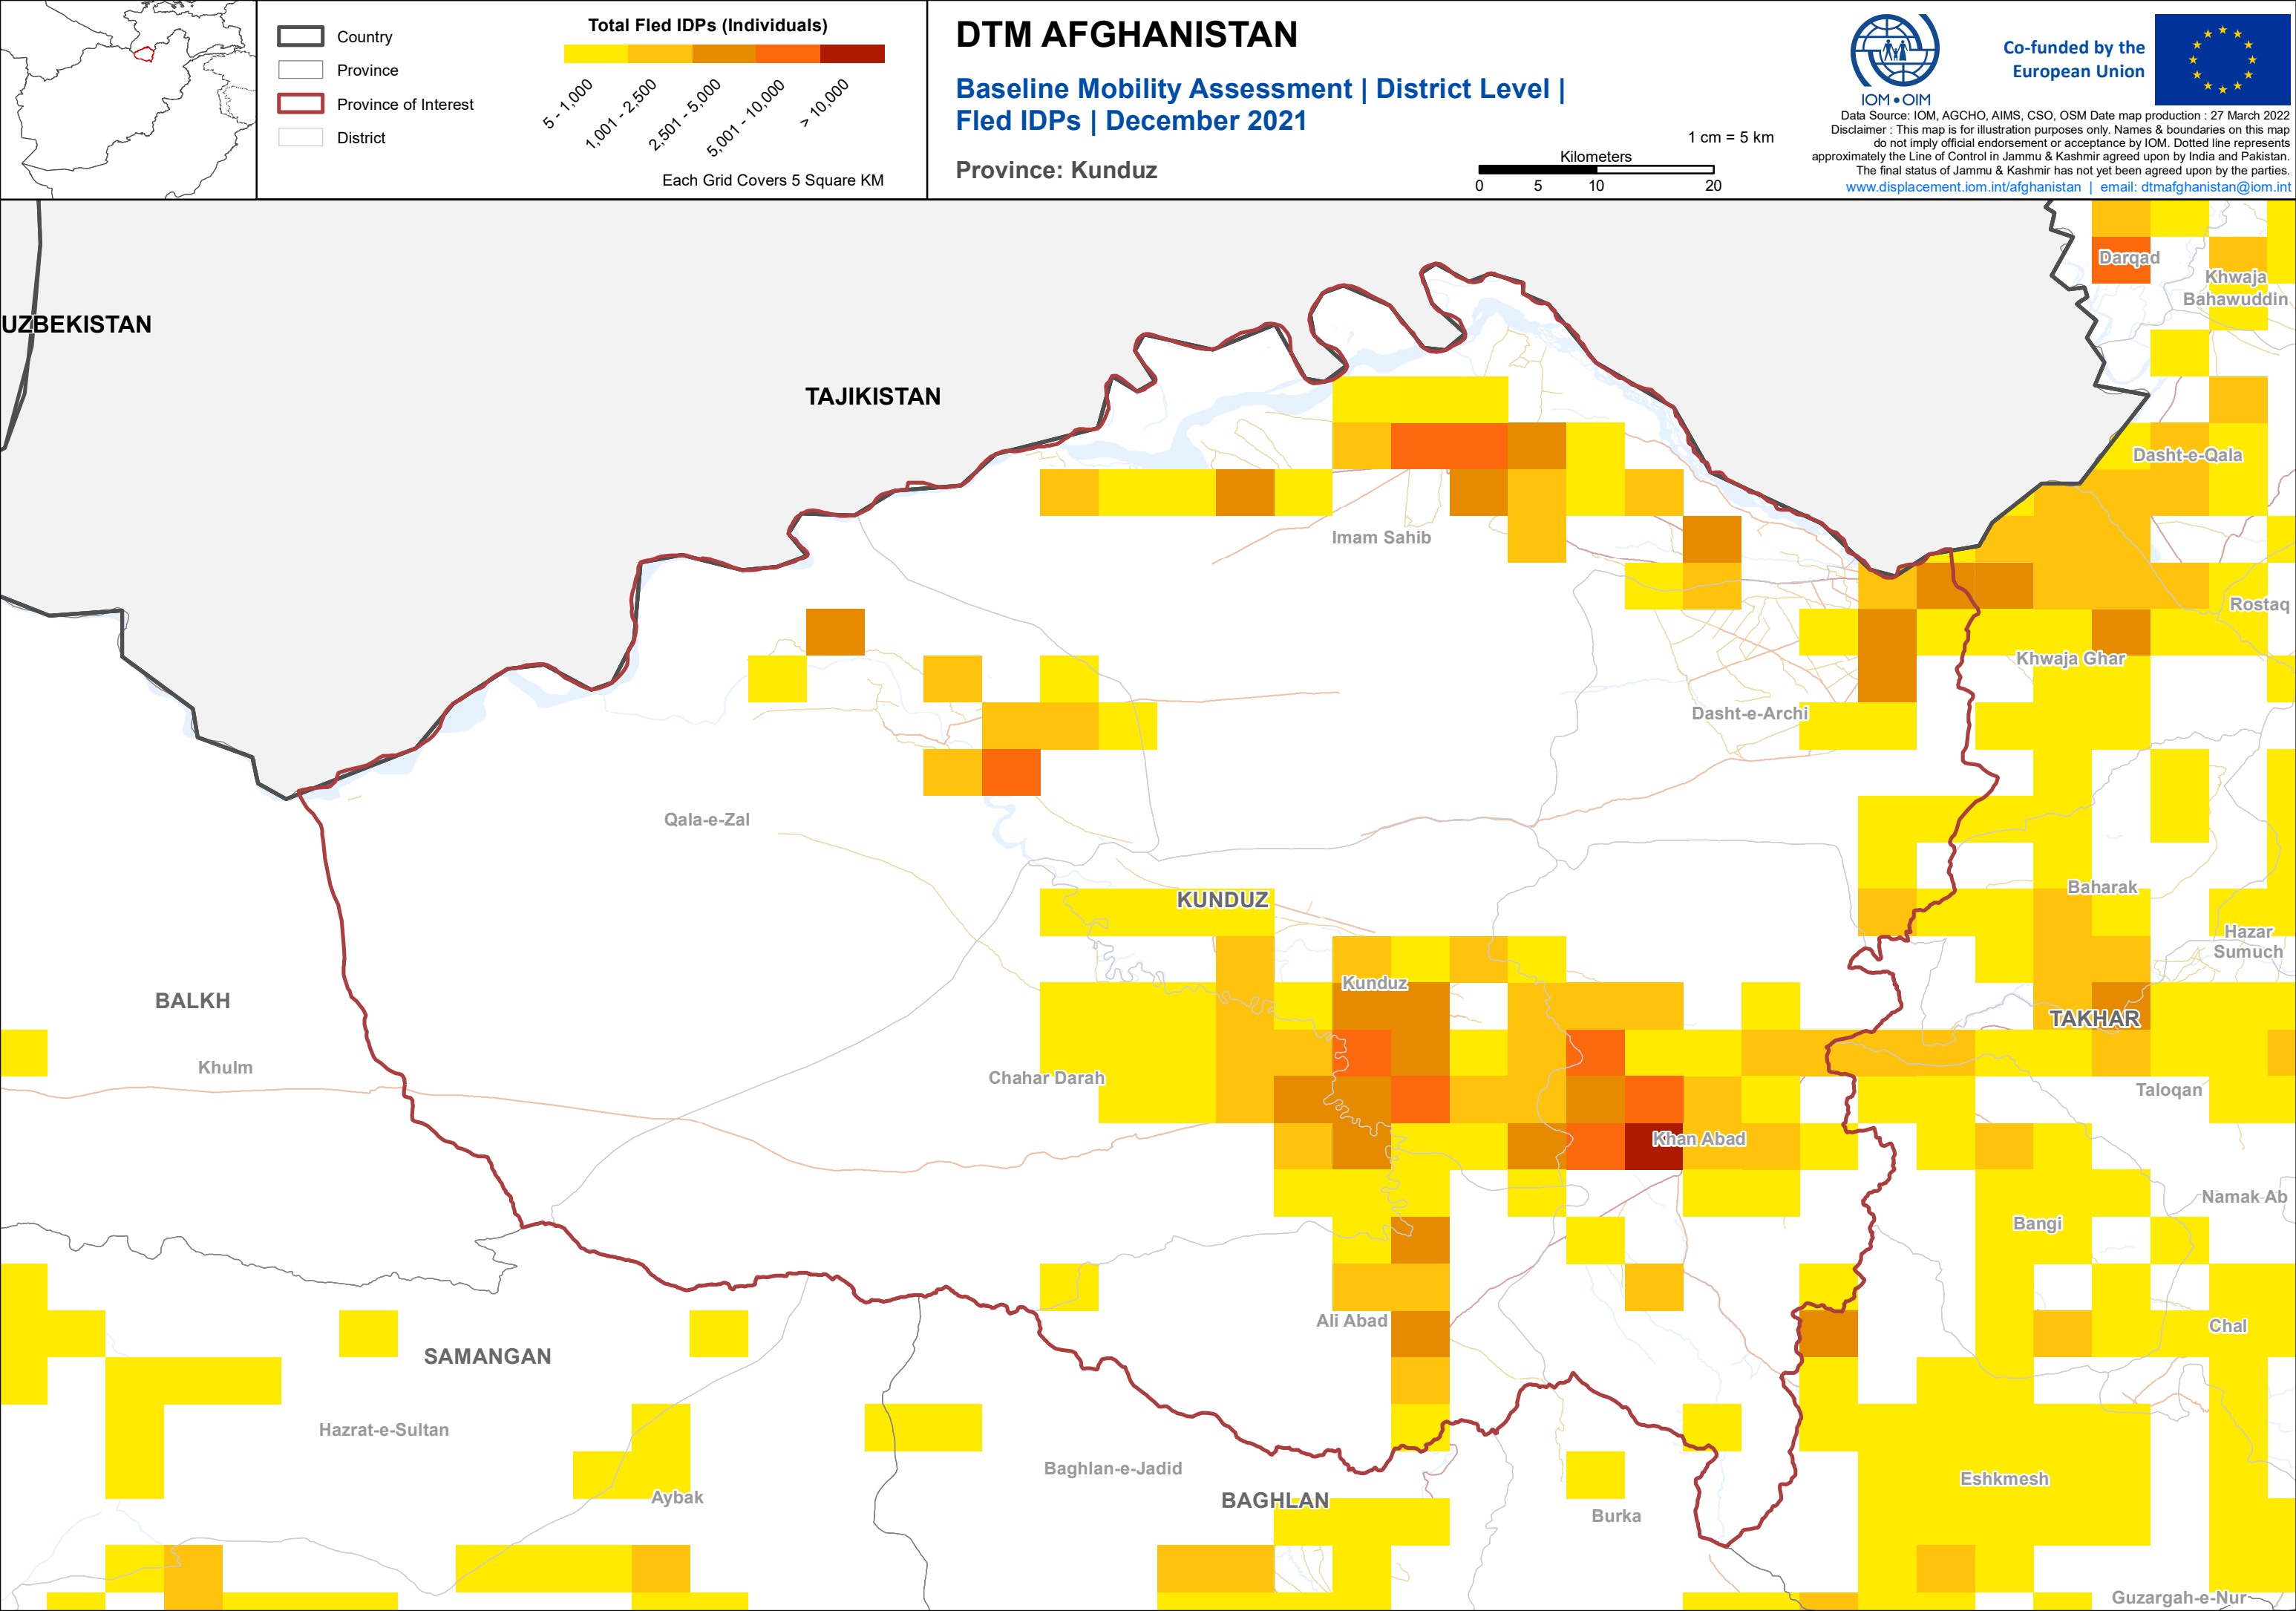 Country
Province
Province of Interest
District
Total Fled IDPs (Individuals)
5 - 1,000
1,001 - 2,500
2,501 - 5,000
5,001 - 10,000
> 10,000
Each Grid Covers 5 Square KM
DTM AFGHANISTAN
Baseline Mobility Assessment | District Level |
Fled IDPs | December 2021
Province: Kunduz
1 cm = 5 km
Kilometers
0 5 10 20
IOM • OIM
Co-funded by the
European Union
Data Source: IOM, AGCHO, AIMS, CSO, OSM Date map production : 27 March 2022
Disclaimer : This map is for illustration purposes only. Names & boundaries on this map
do not imply official endorsement or acceptance by IOM. Dotted line represents
approximately the Line of Control in Jammu & Kashmir agreed upon by India and Pakistan.
The final status of Jammu & Kashmir has not yet been agreed upon by the parties.
www.displacement.iom.int/afghanistan | email: dtmafghanistan@iom.int
Darqad
Khwaja
Bahawuddin
UZBEKISTAN
TAJIKISTAN
Dasht-e-Qala
Imam Sahib
Rostaq
Khwaja Ghar
Dasht-e-Archi
Qala-e-Zal
Baharak
KUNDUZ
Hazar
Sumuch
Kunduz
BALKH
TAKHAR
Khulm
Chahar Darah
Taloqan
Khan Abad
Namak Ab
Bangi
Ali Abad
Chal
SAMANGAN
Hazrat-e-Sultan
Baghlan-e-Jadid
Eshkmesh
Aybak
BAGHLAN
Burka
Guzargah-e-Nur